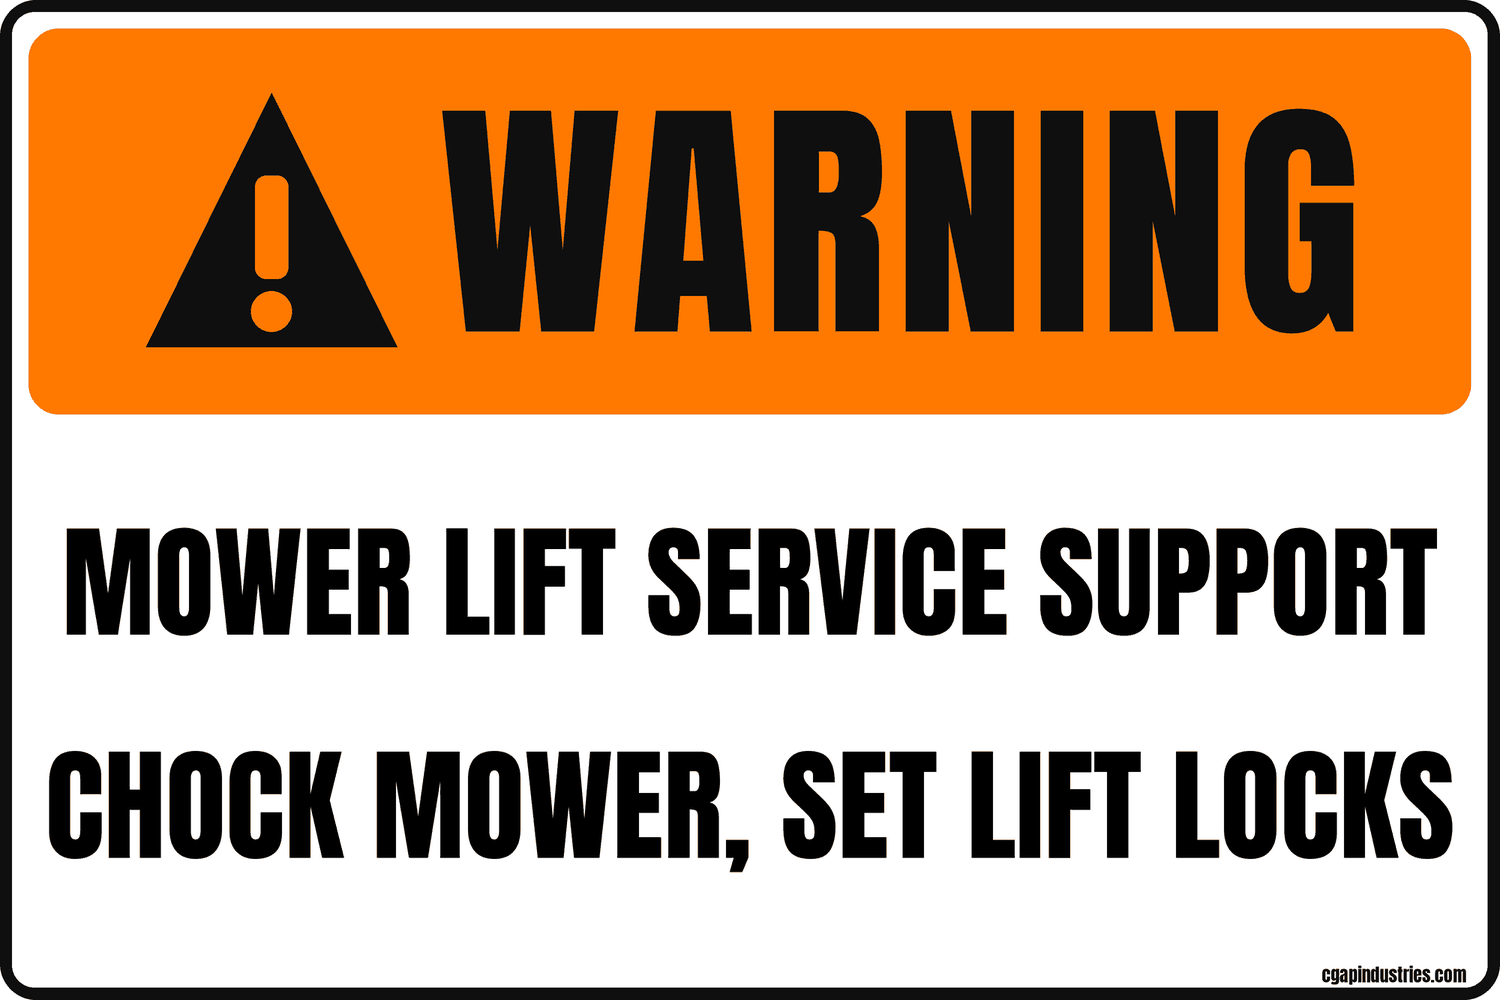 WARNING
MOWER LIFT SERVICE SUPPORT
CHOCK MOWER, SET LIFT LOCKS
cgapindustries.com